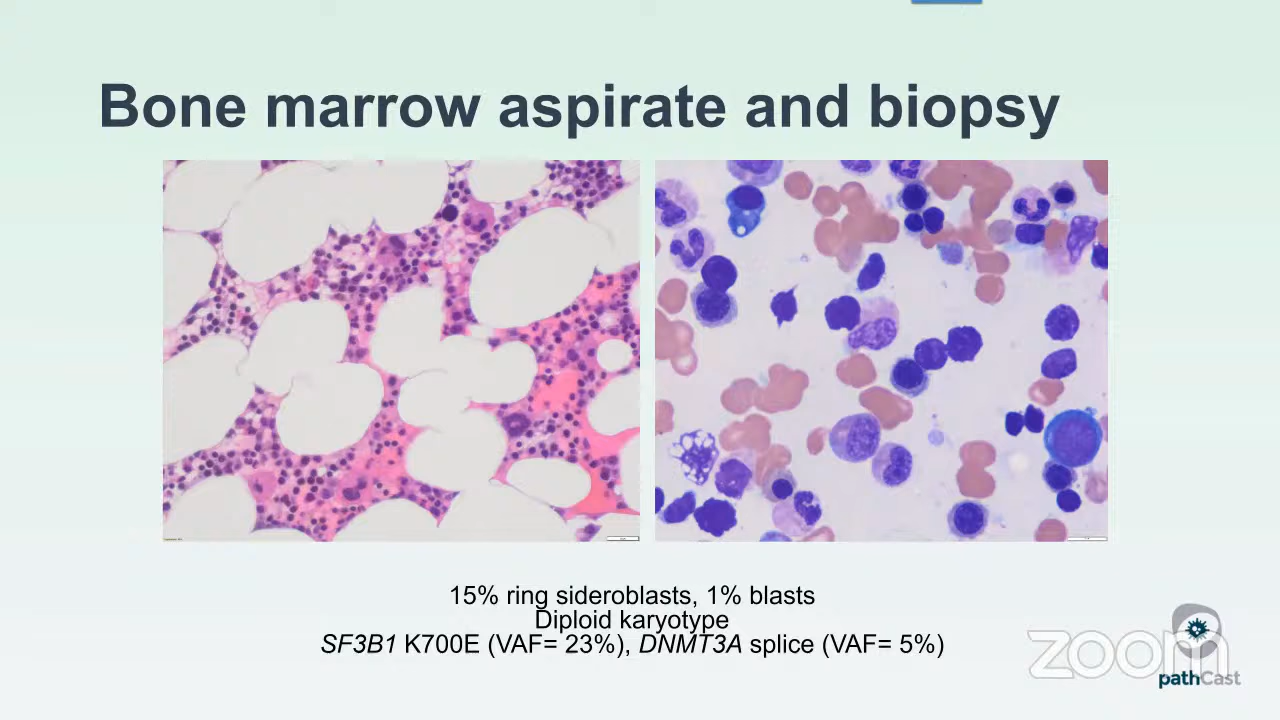 Bone marrow aspirate and biopsy
15% ring sideroblasts, 1% blasts
Diploid karyotype
SF3B1 K700E (VAF= 23%), DNMT3A splice (VAF= 5%)
zoom
pathCast